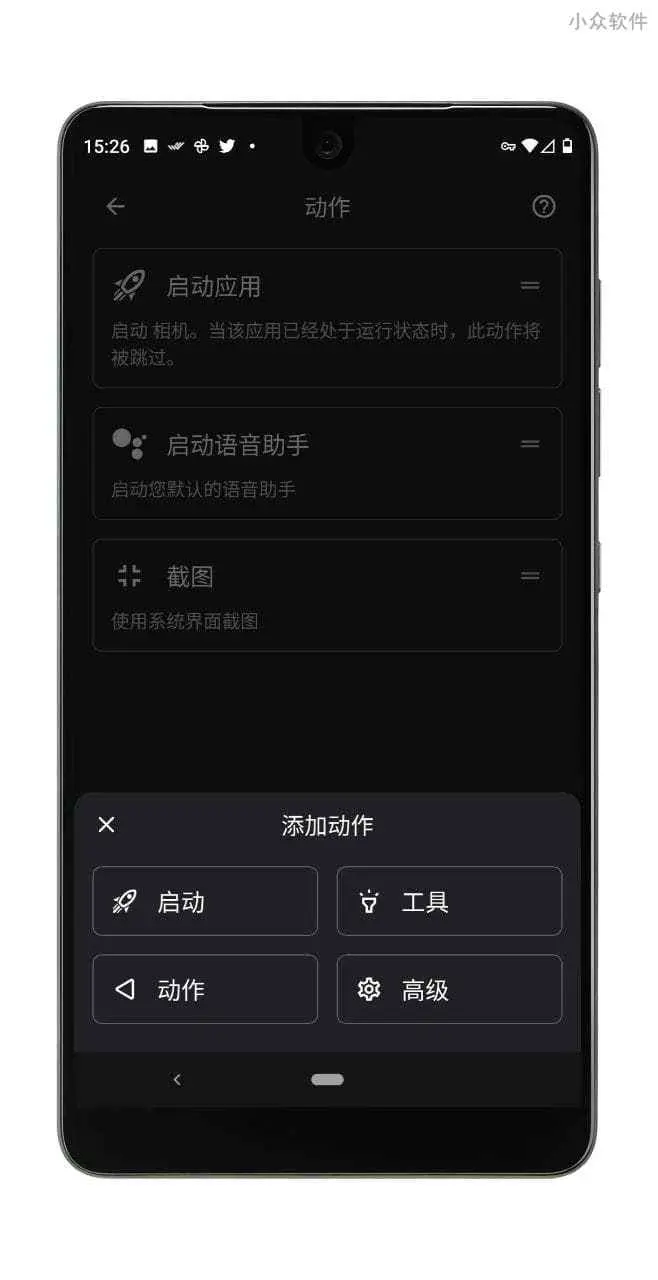 小众软件
15:26
动作
启动应用
启动 相机。当该应用已经处于运行状态时，此动作将
被跳过。
启动语音助手
启动您默认的语音助手
截图
使用系统界面截图
添加动作
启动
工具
动作
高级